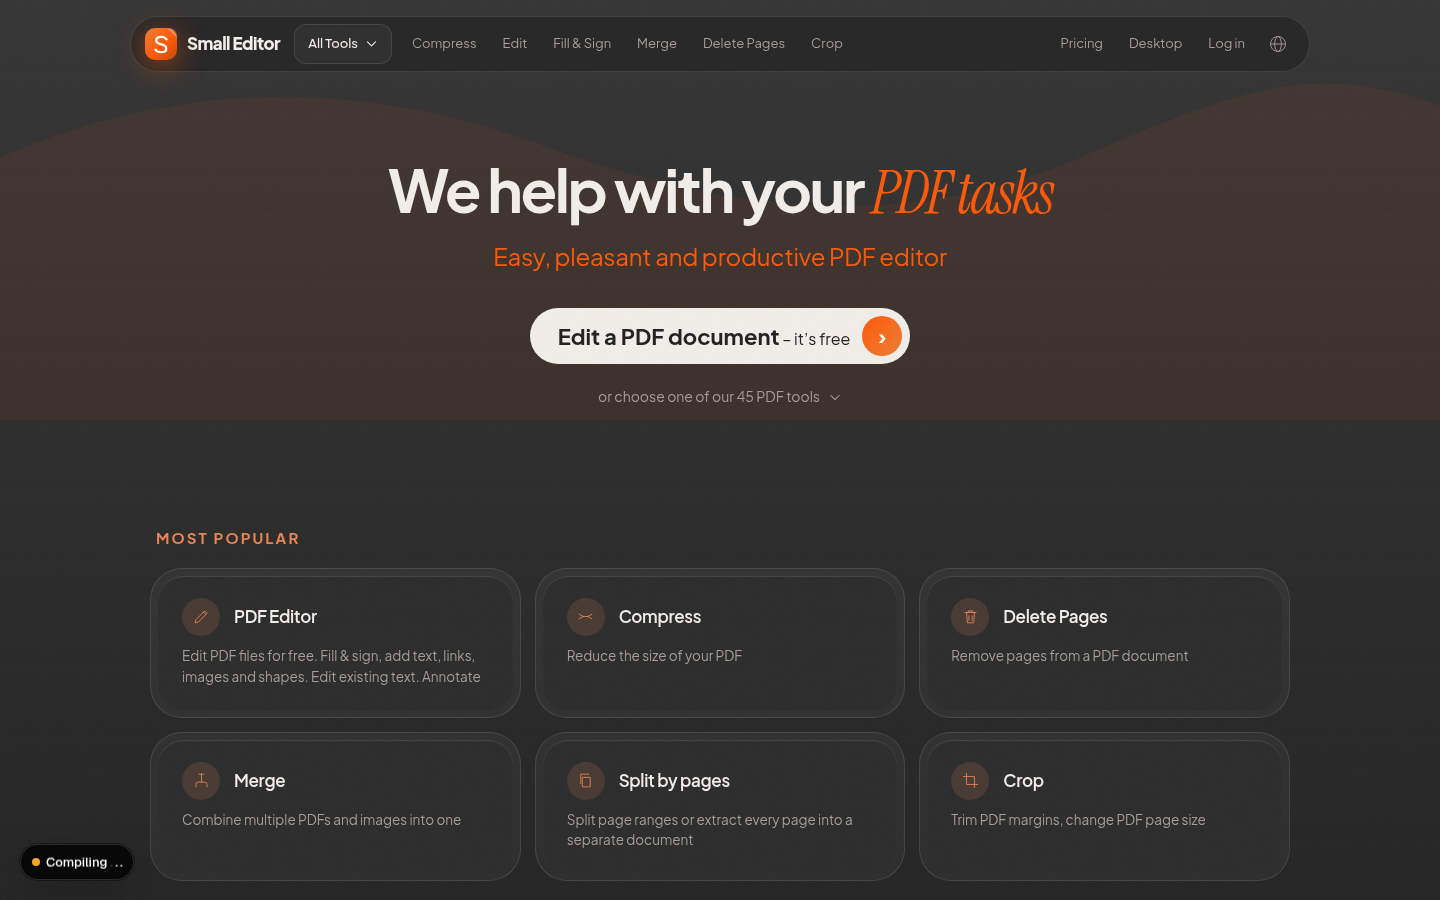 S Small Editor All Tools Compress Edit Fill & Sign Merge Delete Pages Crop Pricing Desktop Log in
We help with your PDF tasks
Easy, pleasant and productive PDF editor
Edit a PDF document – it’s free ›
or choose one of our 45 PDF tools
MOST POPULAR
PDF Editor
Edit PDF files for free. Fill & sign, add text, links,
images and shapes. Edit existing text. Annotate
Compress
Reduce the size of your PDF
Delete Pages
Remove pages from a PDF document
Merge
Combine multiple PDFs and images into one
Split by pages
Split page ranges or extract every page into a
separate document
Crop
Trim PDF margins, change PDF page size
Compiling ...